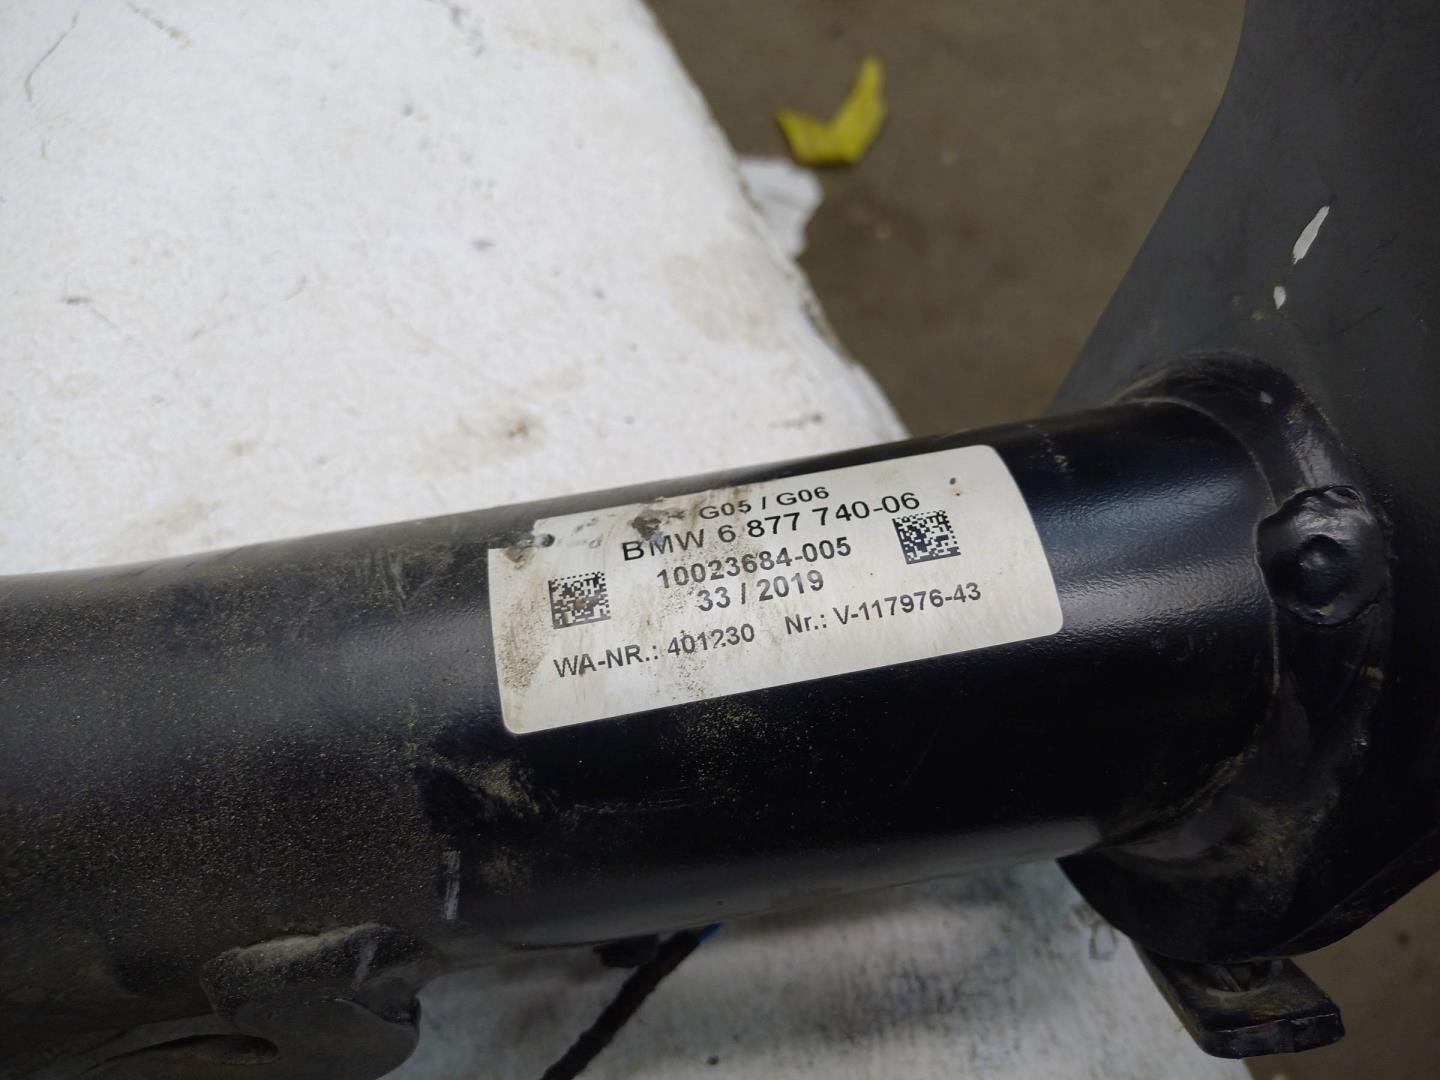 G05 / G06
BMW 6 877 740-06
10023684-005
33 / 2019
WA-NR.: 401230 Nr.: V-117976-43